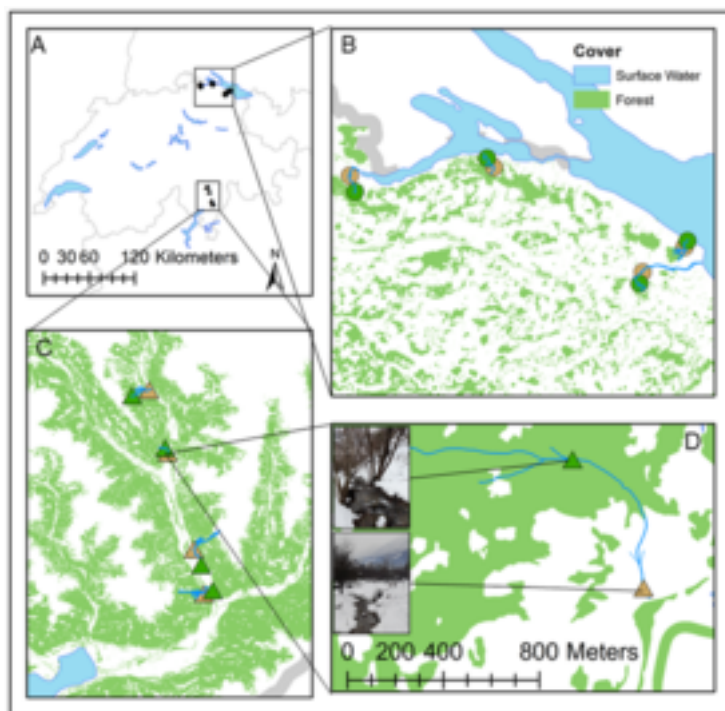 A
0 30 60 120 Kilometers
N
B
Cover
Surface Water
Forest
C
D
0 200 400 800 Meters